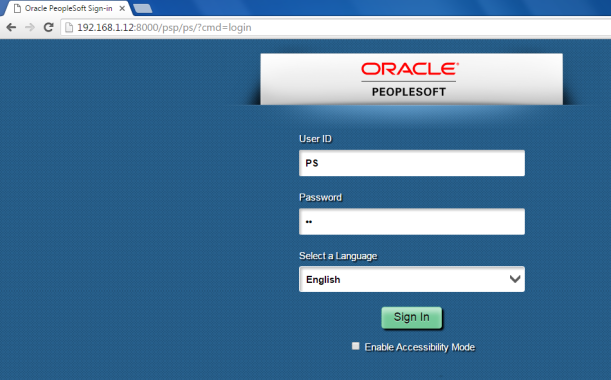 Oracle PeopleSoft Sign-in
192.168.1.12:8000/psp/ps/?cmd=login
ORACLE
PEOPLESOFT
User ID
PS
Password
••
Select a Language
English
Sign In
Enable Accessibility Mode